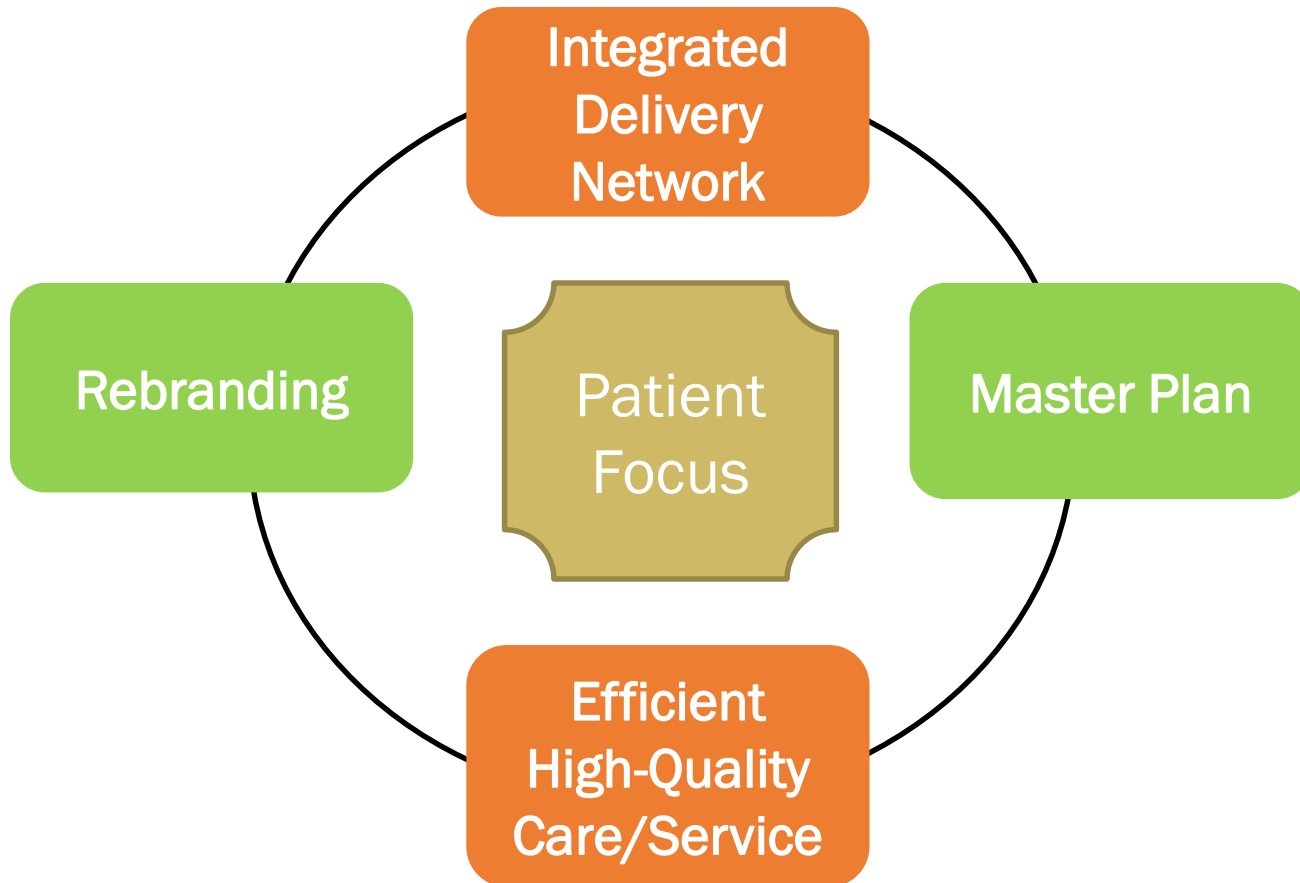 Integrated
Delivery
Network
Rebranding
Patient
Focus
Master Plan
Efficient
High-Quality
Care/Service